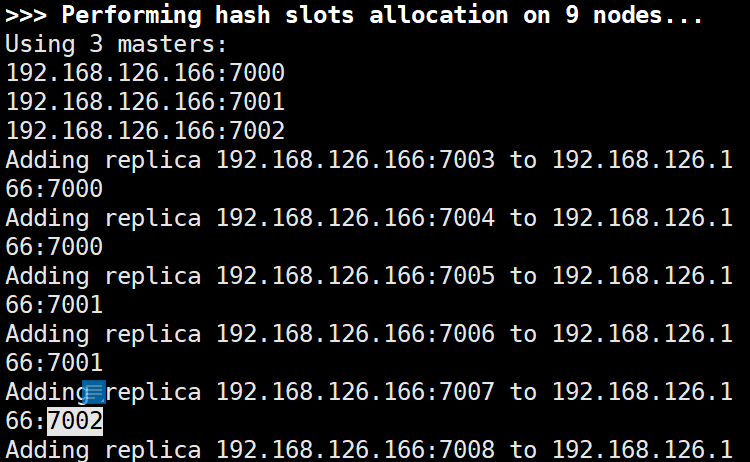 >>> Performing hash slots allocation on 9 nodes...
Using 3 masters:
192.168.126.166:7000
192.168.126.166:7001
192.168.126.166:7002
Adding replica 192.168.126.166:7003 to 192.168.126.1
66:7000
Adding replica 192.168.126.166:7004 to 192.168.126.1
66:7000
Adding replica 192.168.126.166:7005 to 192.168.126.1
66:7001
Adding replica 192.168.126.166:7006 to 192.168.126.1
66:7001
Adding replica 192.168.126.166:7007 to 192.168.126.1
66:7002
Adding replica 192.168.126.166:7008 to 192.168.126.1